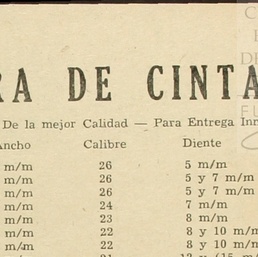 RA DE CINTA
De la mejor Calidad — Para Entrega
Ancho Calibre Diente
m/m 26 5 m/m
m/m 26 5 y 7 m/m
m/m 26 5 y 7 m/m
m/m 24 7 m/m
m/m 23 8 m/m
m/m 22 8 y 10 m/m
m/m 22 8 y 10 m/m